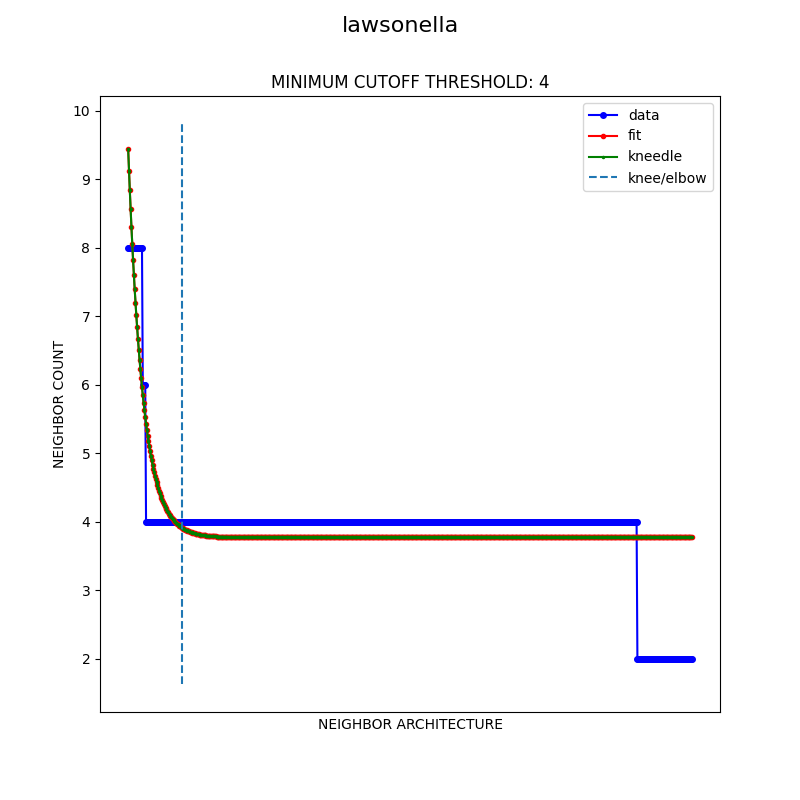 lawsonella
MINIMUM CUTOFF THRESHOLD: 4
10
9
8
7
6
5
4
3
2
NEIGHBOR COUNT
data
fit
kneedle
knee/elbow
NEIGHBOR ARCHITECTURE